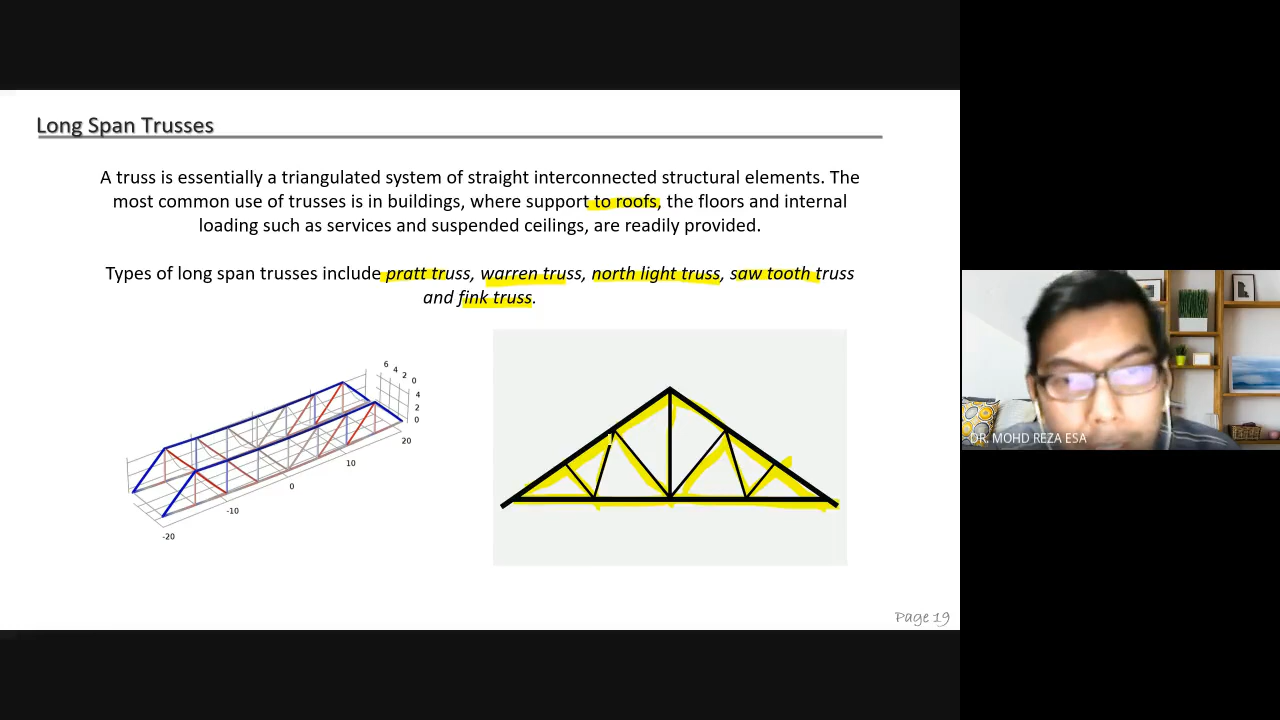 Long Span Trusses
A truss is essentially a triangulated system of straight interconnected structural elements. The
most common use of trusses is in buildings, where support to roofs, the floors and internal
loading such as services and suspended ceilings, are readily provided.
Types of long span trusses include pratt truss, warren truss, north light truss, saw tooth truss
and fink truss.
6 4 2 0
4
2
0
20
10
0
-10
-20
DR. MOHD REZA ESA
Page 19